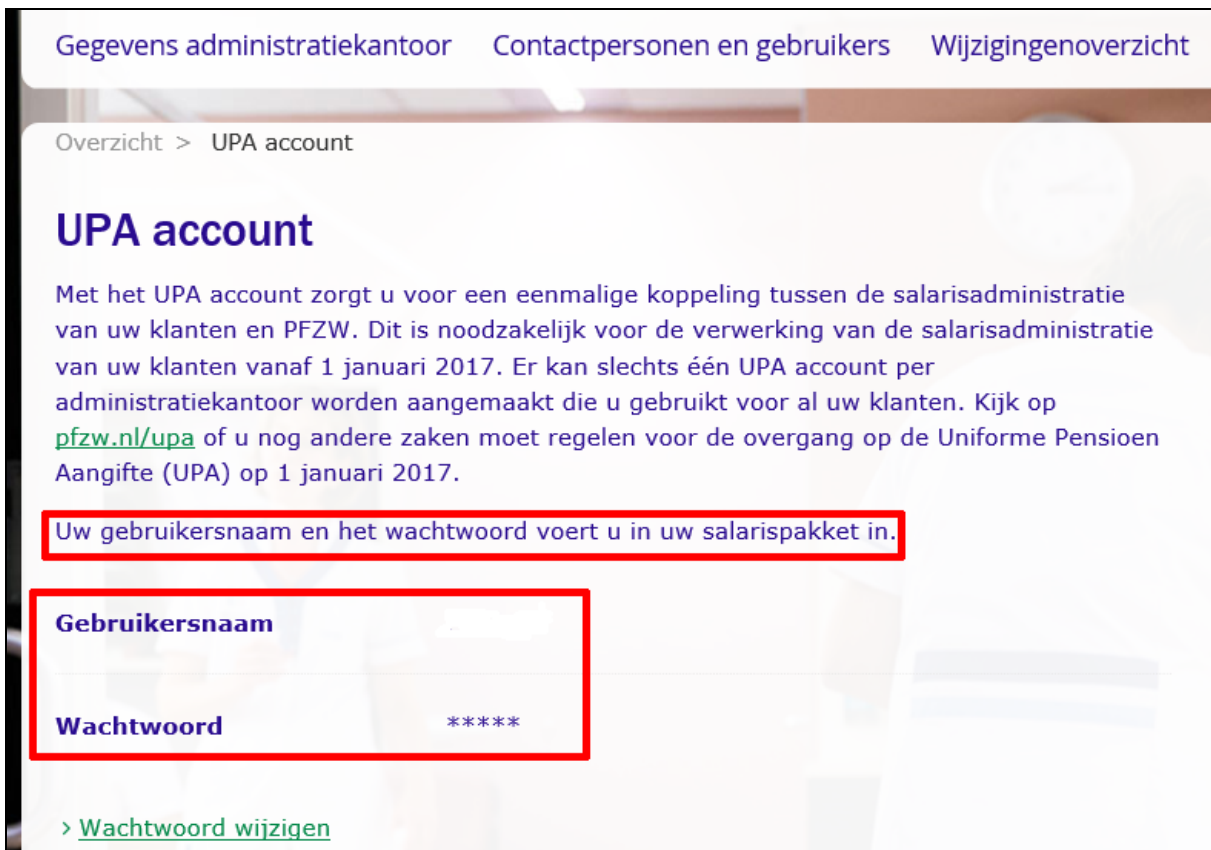 Gegevens administratiekantoor Contactpersonen en gebruikers Wijzigingenoverzicht
Overzicht > UPA account
UPA account
Met het UPA account zorgt u voor een eenmalige koppeling tussen de salarisadministratie
van uw klanten en PFZW. Dit is noodzakelijk voor de verwerking van de salarisadministratie
van uw klanten vanaf 1 januari 2017. Er kan slechts één UPA account per
administratiekantoor worden aangemaakt die u gebruikt voor al uw klanten. Kijk op
pfzw.nl/upa of u nog andere zaken moet regelen voor de overgang op de Uniforme Pensioen
Aangifte (UPA) op 1 januari 2017.
Uw gebruikersnaam en het wachtwoord voert u in uw salarispakket in.
Gebruikersnaam
Wachtwoord *****
> Wachtwoord wijzigen